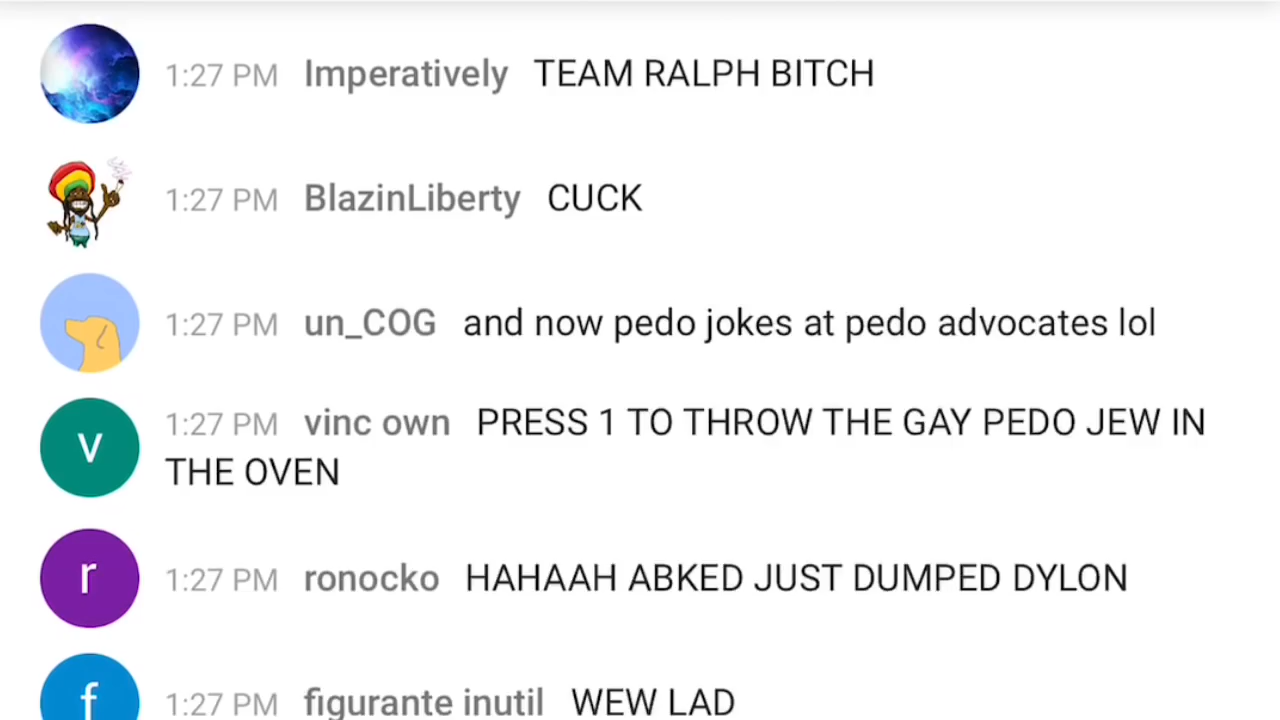 1:27 PM Imperatively TEAM RALPH BITCH
1:27 PM BlazinLiberty CUCK
1:27 PM un_COG and now pedo jokes at pedo advocates lol
v 1:27 PM vinc own PRESS 1 TO THROW THE GAY PEDO JEW IN
THE OVEN
r 1:27 PM ronocko HAHAAH ABKED JUST DUMPED DYLON
f 1:27 PM figurante inutil WEW LAD